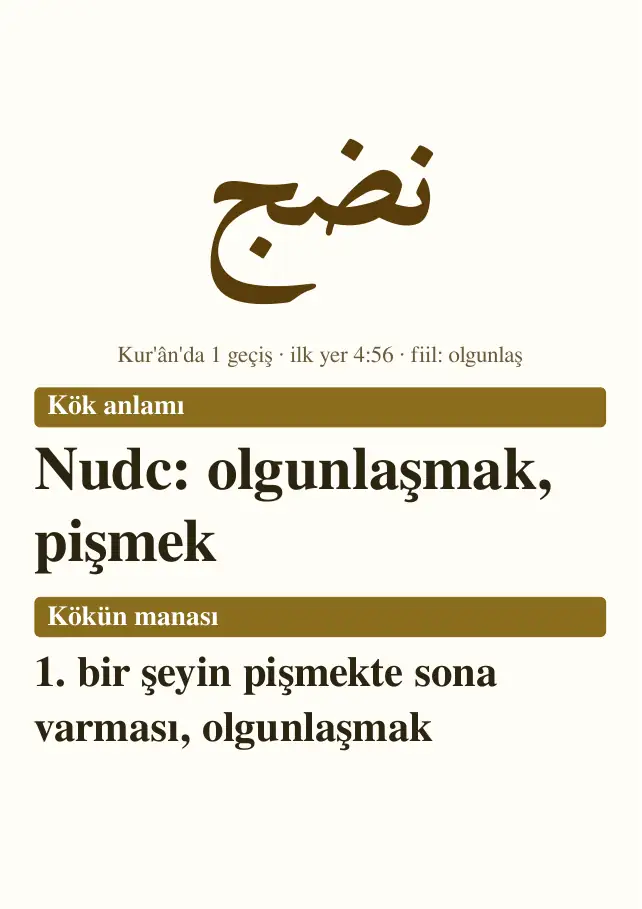 نضج
Kur'ân'da 1 geçiş · ilk yer 4:56 · fiil: olgunlaş
Kök anlamı
Nudc: olgunlaşmak,
pişmek
Kökün manası
1. bir şeyin pişmekte sona
varması, olgunlaşmak